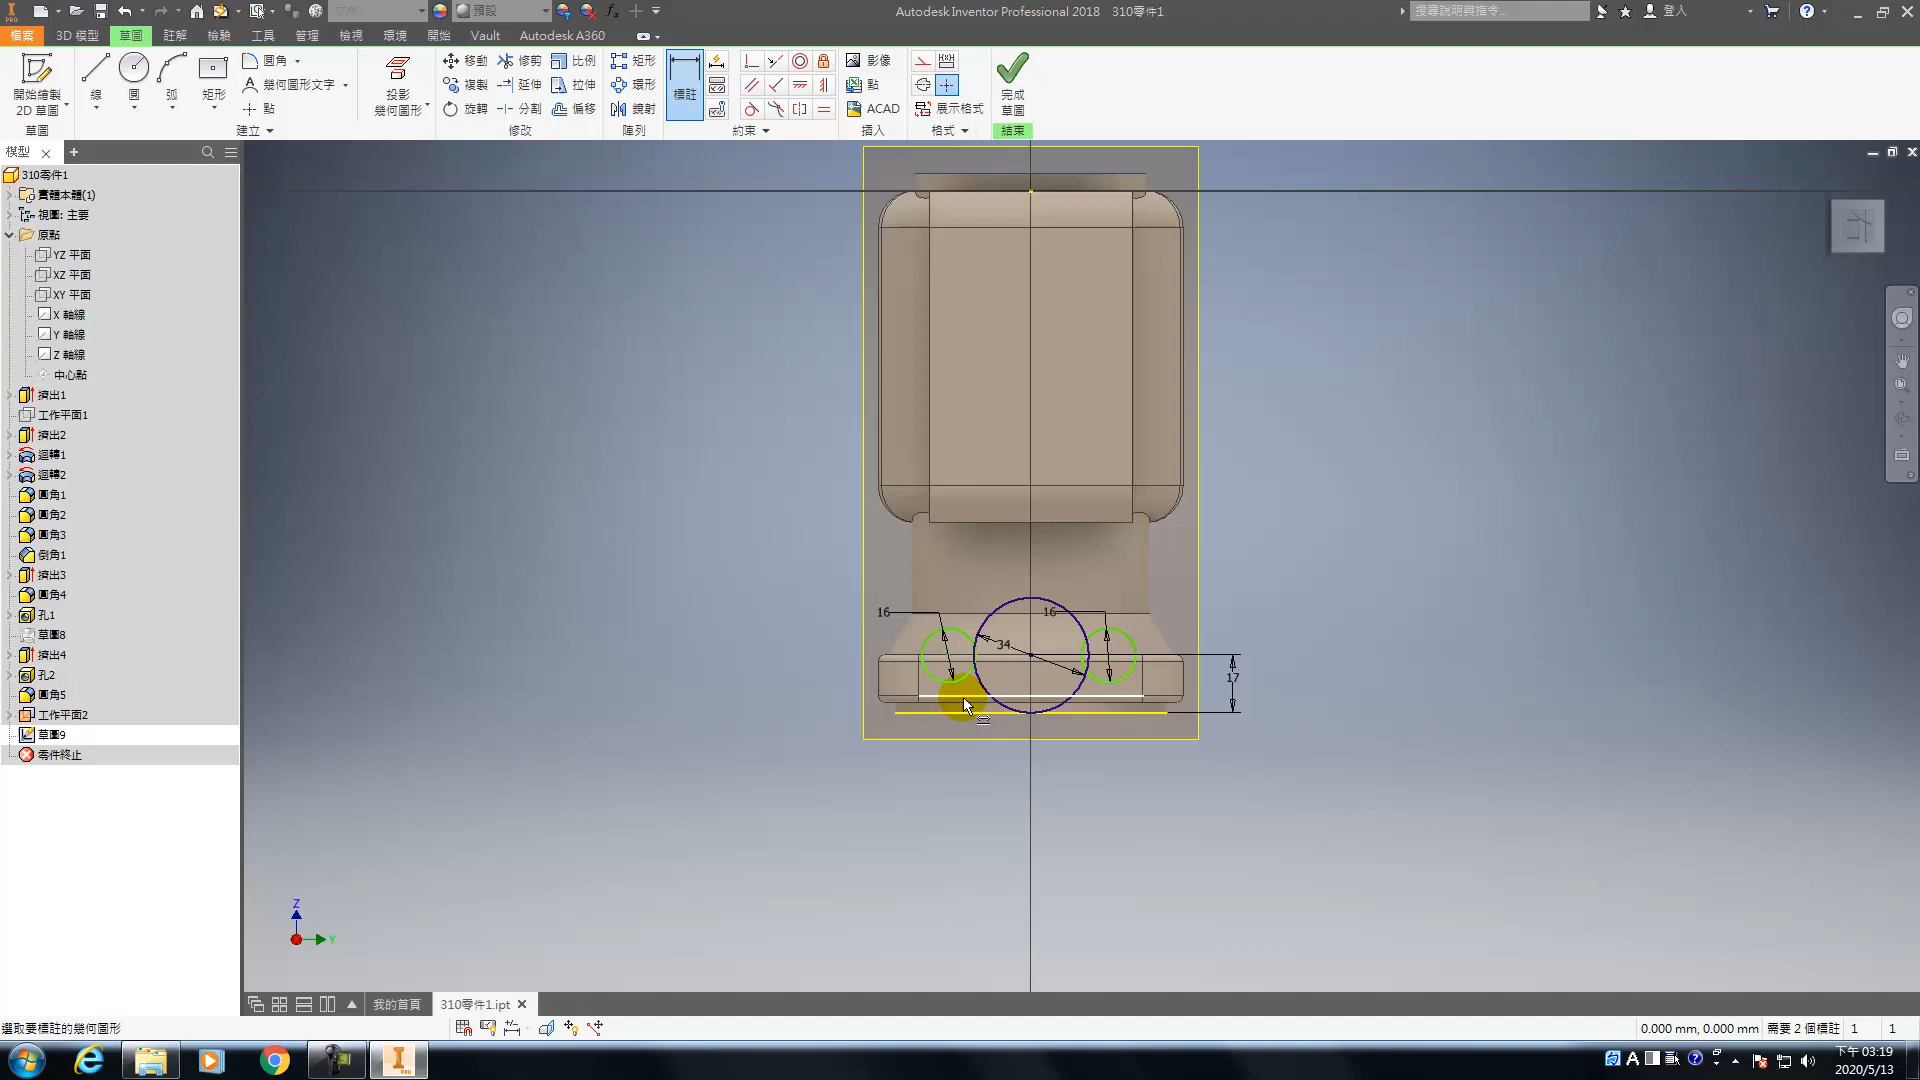 Autodesk Inventor Professional 2018 310零件1
搜尋說明與指令...
登入
預設
檔案 3D 模型 草圖 註解 檢驗 工具 管理 檢視 環境 開始 Vault Autodesk A360
開始繪製
2D 草圖
線
圓
弧
矩形
圓角
幾何圖形文字
點
投影
幾何圖形
移動 修剪 比例
複製 延伸 拉伸
旋轉 分割 偏移
矩形
環形
鏡射
標註
影像
點
ACAD
展示格式
完成
草圖
草圖 建立 修改 陣列 約束 插入 格式 結束
模型
310零件1
實體本體(1)
視圖: 主要
原點
YZ 平面
XZ 平面
XY 平面
X 軸線
Y 軸線
Z 軸線
中心點
擠出1
工作平面1
擠出2
迴轉1
迴轉2
圓角1
圓角2
圓角3
倒角1
擠出3
圓角4
孔1
草圖8
擠出4
孔2
圓角5
工作平面2
草圖9
零件終止
16
16
34
17
Z
Y
我的首頁 310零件1.ipt
選取要標註的幾何圖形
0.000 mm, 0.000 mm 需要 2 個標註 1 1
下午 03:19
2020/5/13